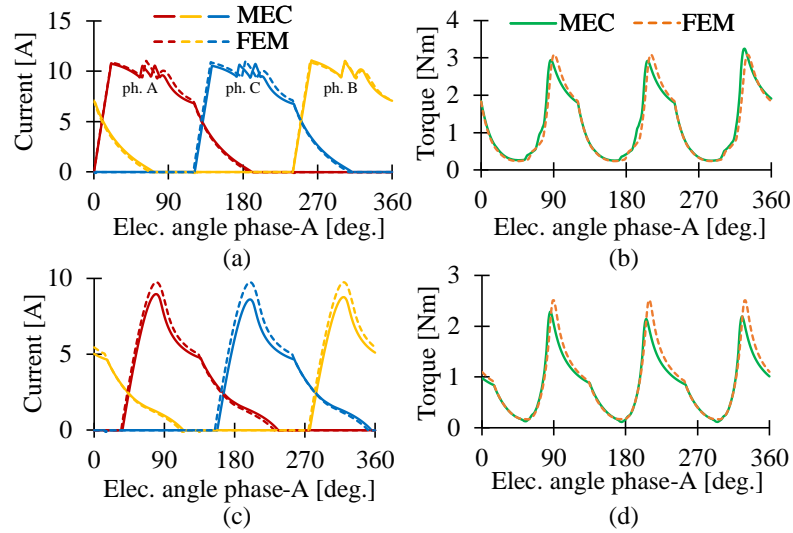 MEC
FEM
Current [A]
15
10
5
0
ph. A
ph. C
ph. B
0 90 180 270 360
Elec. angle phase-A [deg.]
(a)
MEC FEM
Torque [Nm]
4
3
2
1
0
0 90 180 270 360
Elec. angle phase-A [deg.]
(b)
Current [A]
10
5
0
0 90 180 270 360
Elec. angle phase-A [deg.]
(c)
Torque [Nm]
3
2
1
0
0 90 180 270 360
Elec. angle phase-A [deg.]
(d)